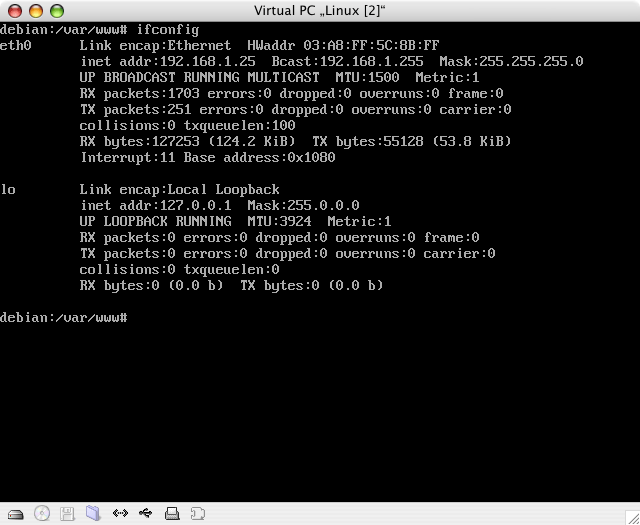 Virtual PC „Linux [2]“
debian:/var/www# ifconfig
eth0      Link encap:Ethernet  HWaddr 03:A8:FF:5C:8B:FF
          inet addr:192.168.1.25  Bcast:192.168.1.255  Mask:255.255.255.0
          UP BROADCAST RUNNING MULTICAST  MTU:1500  Metric:1
          RX packets:1703 errors:0 dropped:0 overruns:0 frame:0
          TX packets:251 errors:0 dropped:0 overruns:0 carrier:0
          collisions:0 txqueuelen:100
          RX bytes:127253 (124.2 KiB)  TX bytes:55128 (53.8 KiB)
          Interrupt:11 Base address:0x1080
lo        Link encap:Local Loopback
          inet addr:127.0.0.1  Mask:255.0.0.0
          UP LOOPBACK RUNNING  MTU:3924  Metric:1
          RX packets:0 errors:0 dropped:0 overruns:0 frame:0
          TX packets:0 errors:0 dropped:0 overruns:0 carrier:0
          collisions:0 txqueuelen:0
          RX bytes:0 (0.0 b)  TX bytes:0 (0.0 b)
debian:/var/www#